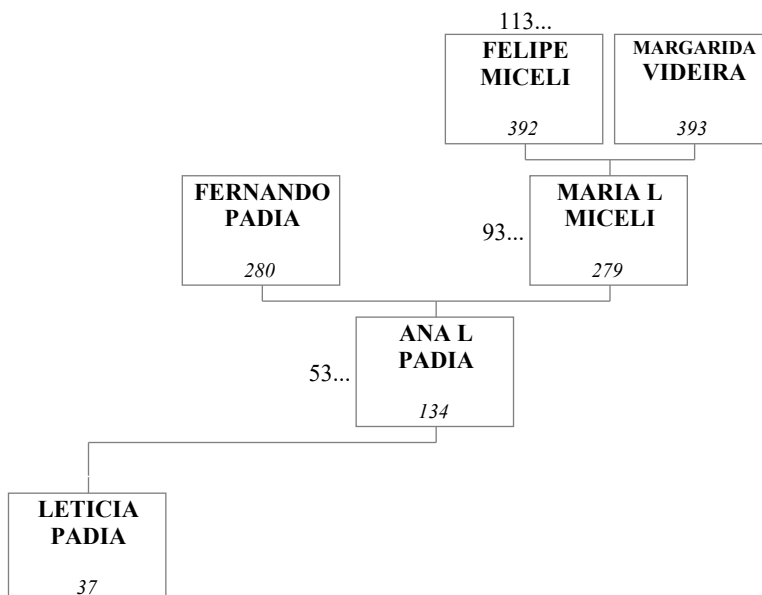 113...
FELIPE
MICELI
392
MARGARIDA
VIDEIRA
393
FERNANDO
PADIA
280
93...
MARIA L
MICELI
279
53...
ANA L
PADIA
134
LETICIA
PADIA
37